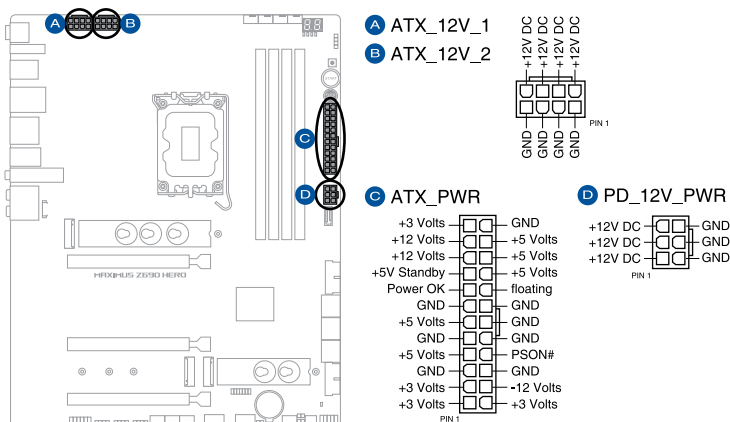 A ATX_12V_1
B ATX_12V_2
+12V DC
+12V DC
+12V DC
+12V DC
PIN 1
GND
GND
GND
GND
A
B
8.8.
START
C
D
MAXIMUS Z690 HERO
C ATX_PWR
+3 Volts GND
+12 Volts +5 Volts
+12 Volts +5 Volts
+5V Standby +5 Volts
Power OK floating
GND GND
+5 Volts GND
GND GND
+5 Volts PSON#
GND GND
+3 Volts -12 Volts
+3 Volts +3 Volts
PIN 1
D PD_12V_PWR
+12V DC GND
+12V DC GND
+12V DC GND
PIN 1